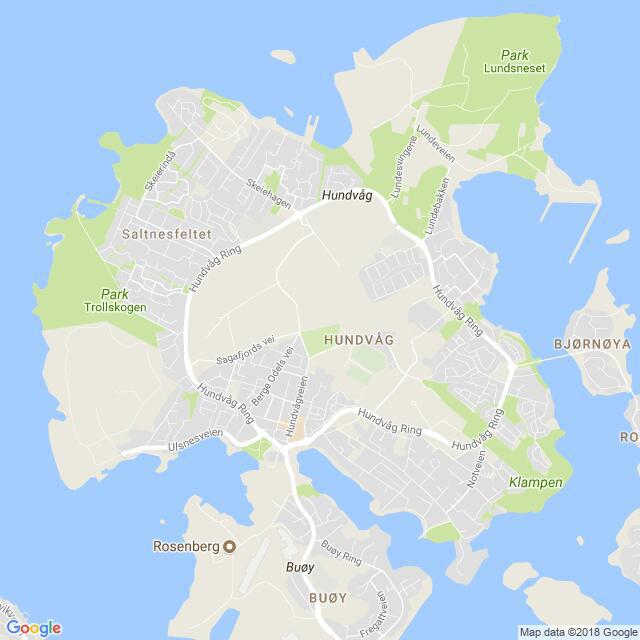 Park
Lundsneset
Lundeveien
Lundesvingene
Skeierindå
Skeiehagen
Hundvåg
Lundebakken
Saltnesfeltet
Hundvåg Ring
Park
Trollskogen
Hundvåg Ring
Sagafjords vei
HUNDVÅG
BJØRNØYA
Berge Odels vei
Hundvåg Ring
Hundvågveien
Hundvåg Ring
Ulsnesveien
Hundvåg Ring
RO
Notveien
Klampen
Rosenberg
Buøy Ring
Buøy
BUØY
Fregattveien
Google
Map data ©2018 Google